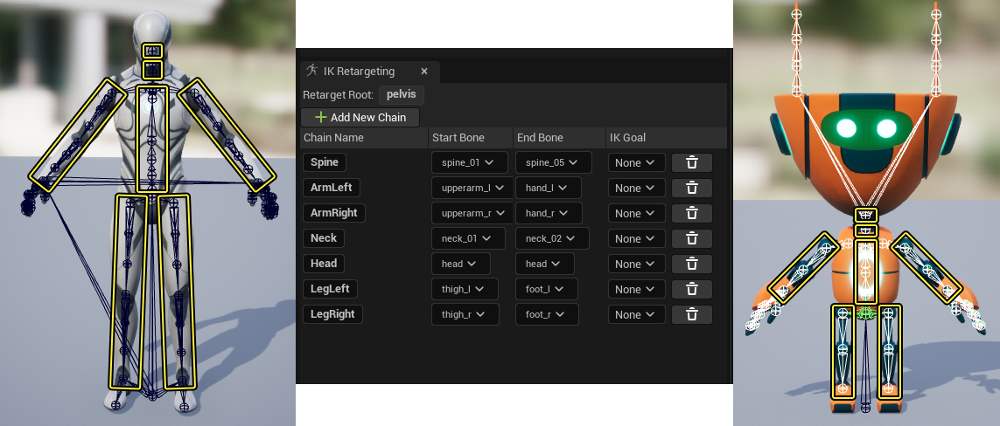 IK Retargeting ×
Retarget Root: pelvis
+ Add New Chain
Chain Name Start Bone End Bone IK Goal
Spine spine_01 spine_05 None
ArmLeft upperarm_l hand_l None
ArmRight upperarm_r hand_r None
Neck neck_01 neck_02 None
Head head head None
LegLeft thigh_l foot_l None
LegRight thigh_r foot_r None